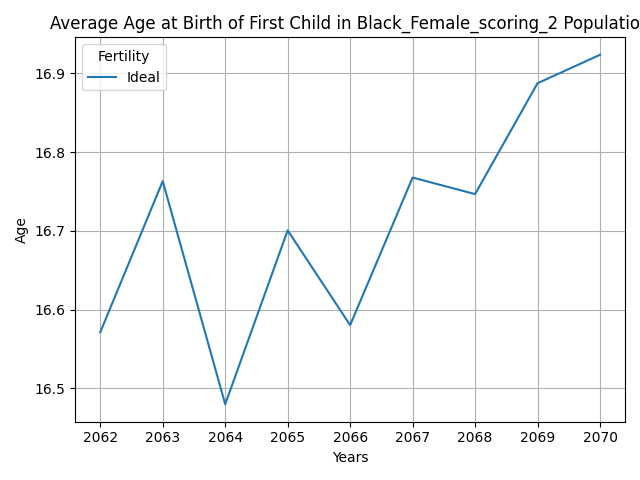 Average Age at Birth of First Child in Black_Female_scoring_2 Populatio
Fertility
Ideal
16.9
16.8
16.7
16.6
16.5
Age
2062 2063 2064 2065 2066 2067 2068 2069 2070
Years